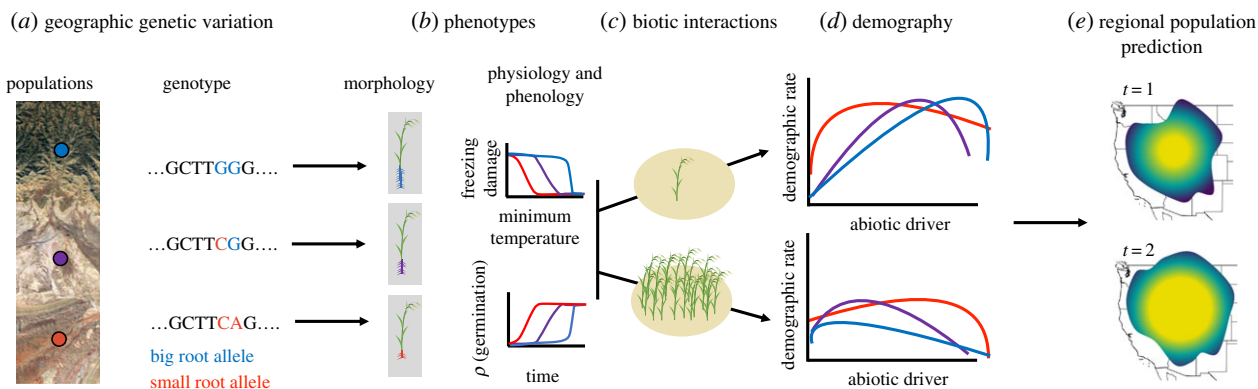 (a) geographic genetic variation
(b) phenotypes
(c) biotic interactions
(d) demography
(e) regional population
prediction
populations
genotype
morphology
physiology and
phenology
…GCTTGGG….
…GCTTCGG….
…GCTTCAG….
big root allele
small root allele
freezing
damage
minimum
temperature
ρ (germination)
time
demographic rate
abiotic driver
demographic rate
abiotic driver
t = 1
t = 2